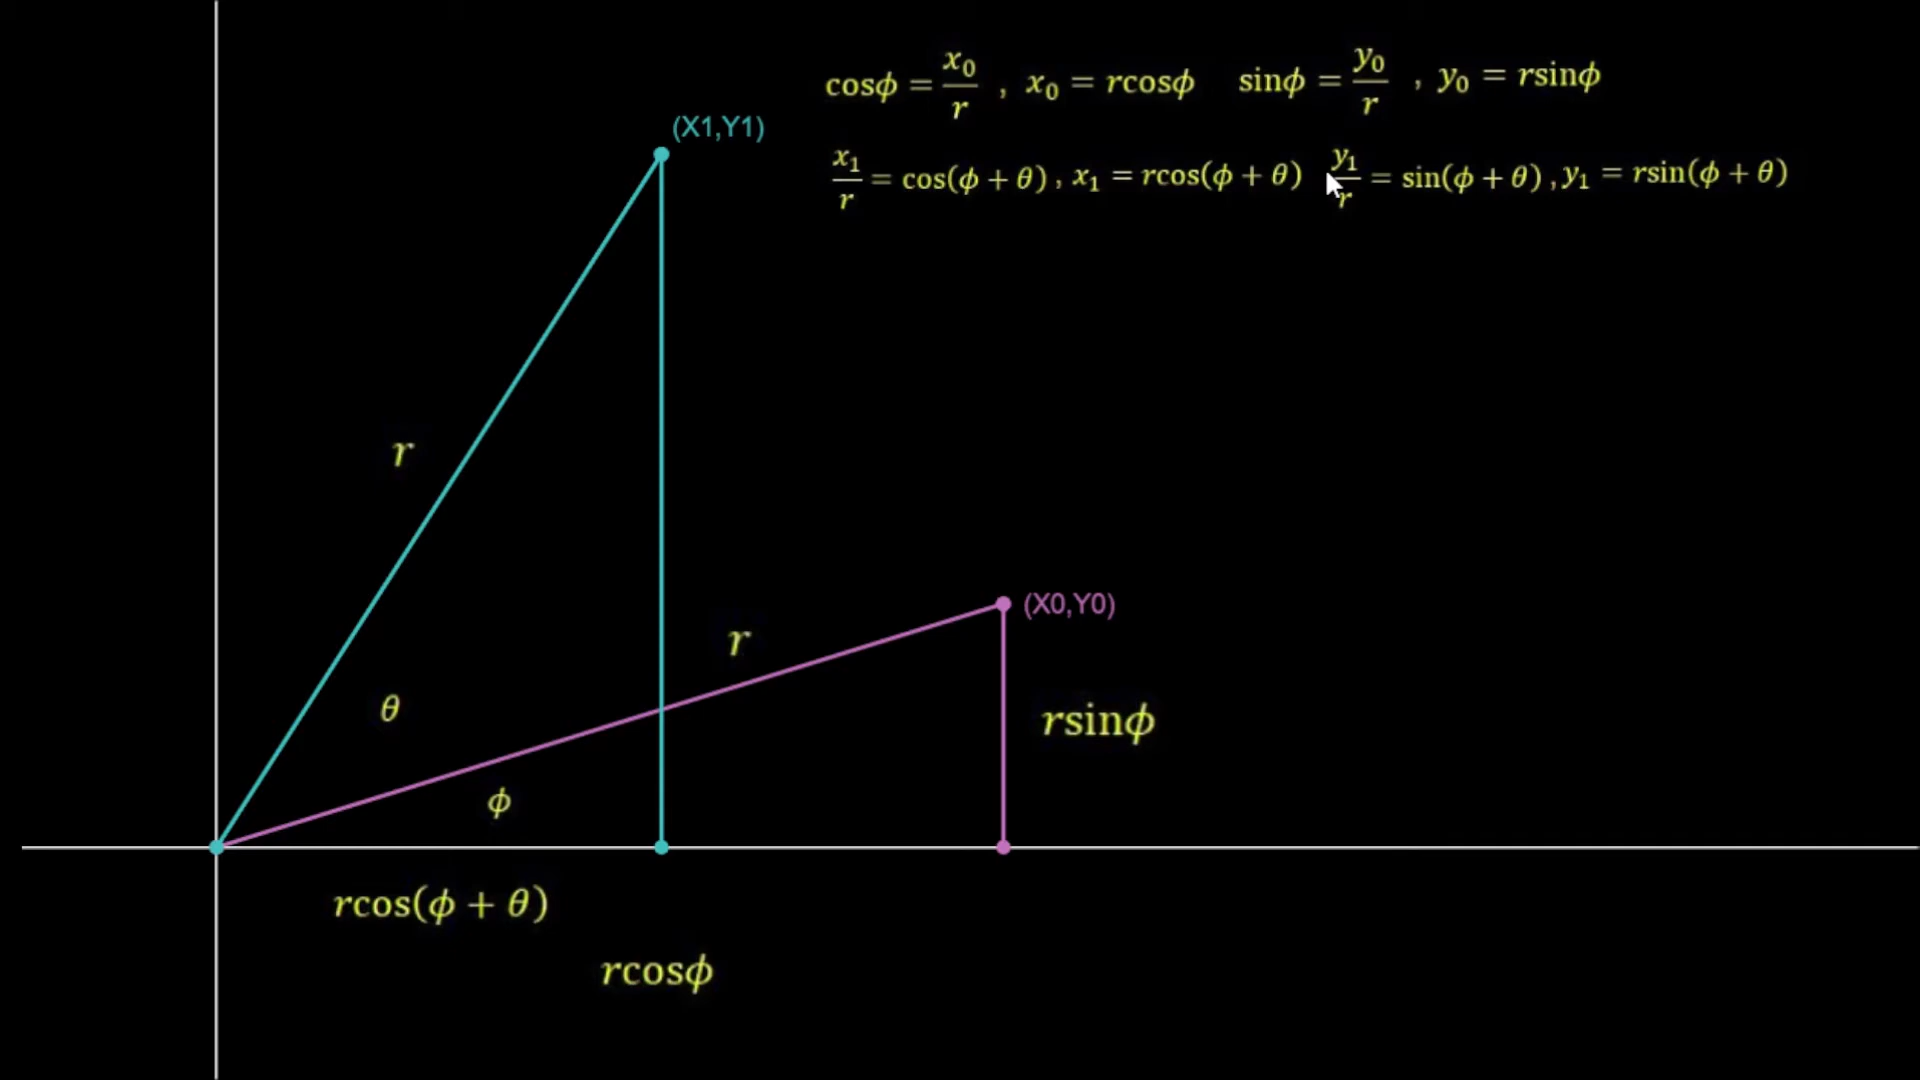 cosϕ = x₀/r , x₀ = rcosϕ sinϕ = y₀/r , y₀ = rsinϕ
(X1,Y1)
x₁/r = cos(ϕ + θ) , x₁ = rcos(ϕ + θ) y₁/r = sin(ϕ + θ) , y₁ = rsin(ϕ + θ)
r
(X0,Y0)
r
θ
rsinϕ
ϕ
rcos(ϕ + θ)
rcosϕ